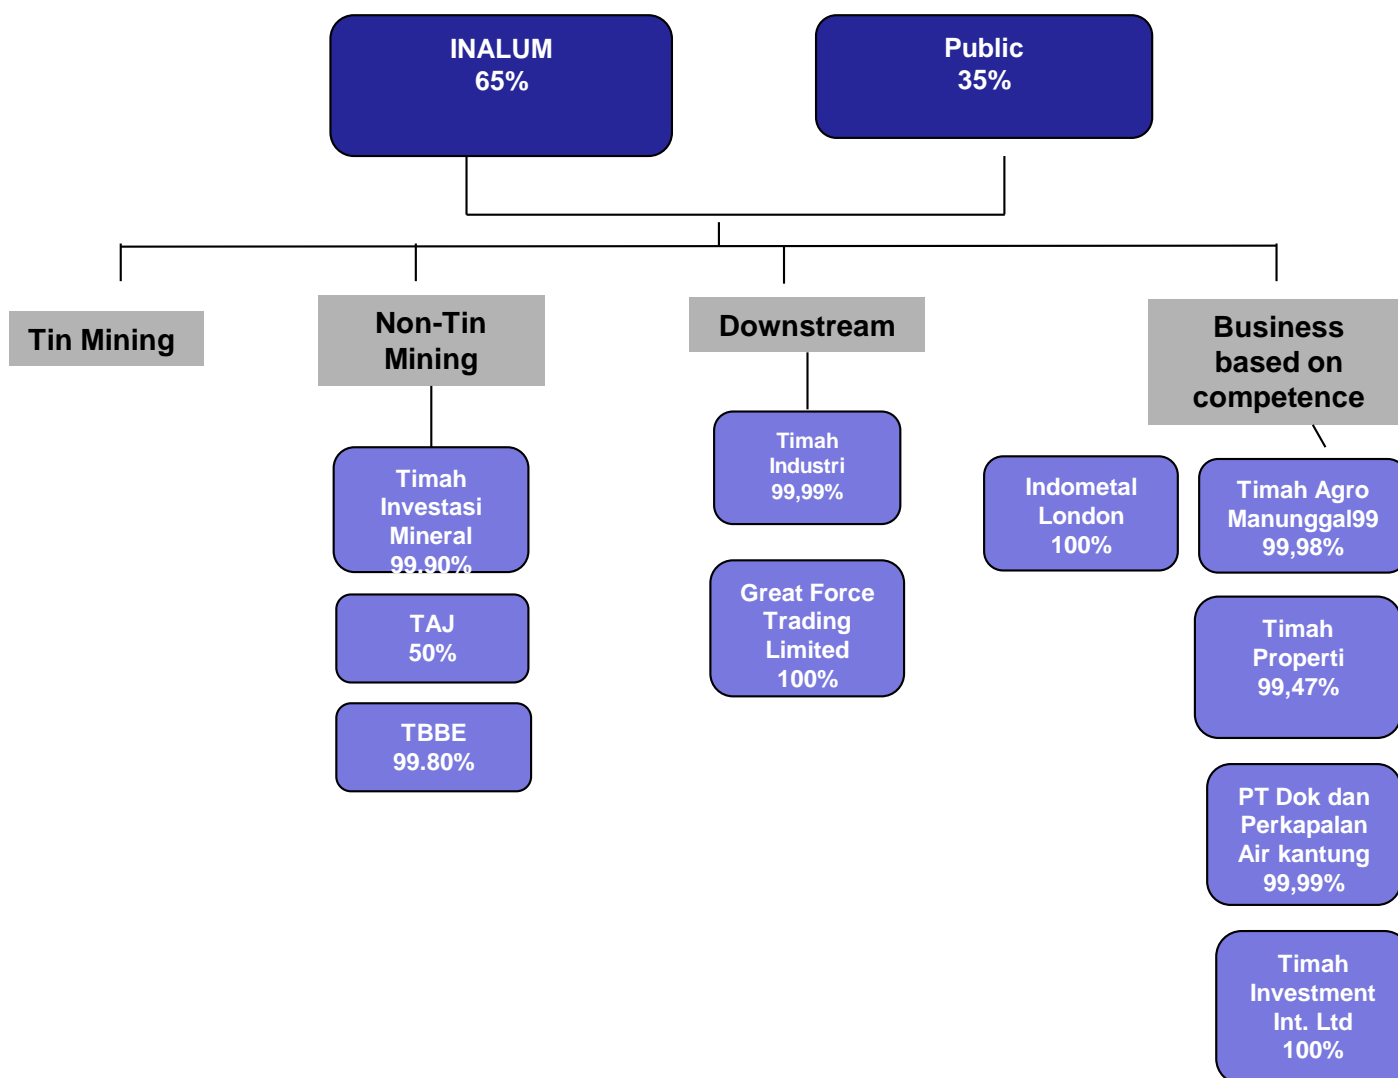 INALUM
65%
Public
35%
Tin Mining
Non-Tin
Mining
Downstream
Business
based on
competence
Timah
Investasi
Mineral
99.90%
TAJ
50%
TBBE
99.80%
Timah
Industri
99,99%
Great Force
Trading
Limited
100%
Indometal
London
100%
Timah Agro
Manunggal99
99,98%
Timah
Properti
99,47%
PT Dok dan
Perkapalan
Air kantung
99,99%
Timah
Investment
Int. Ltd
100%